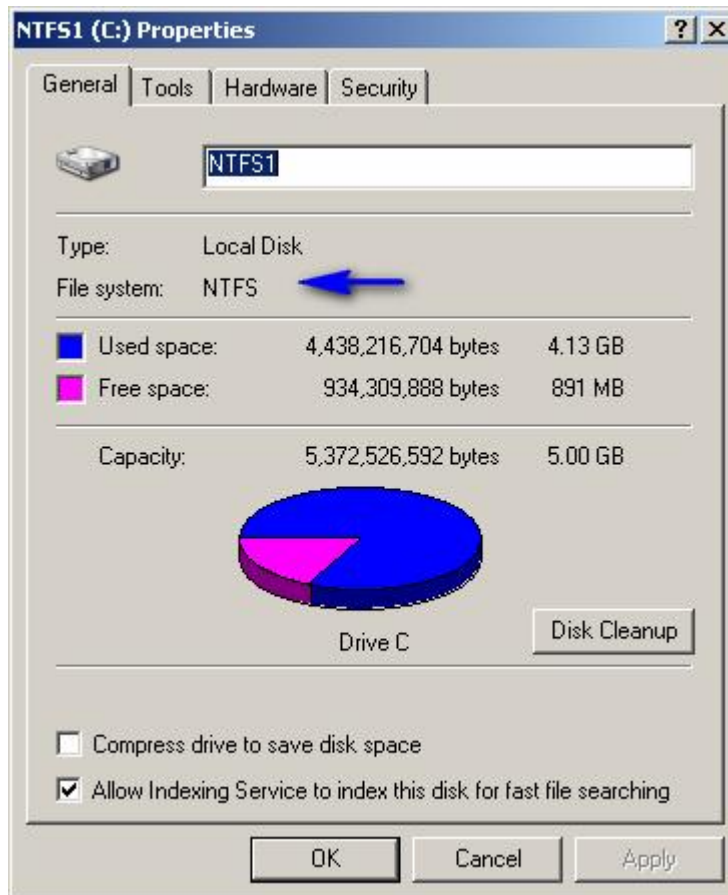 NTFS1 (C:) Properties
General Tools Hardware Security
NTFS1
Type: Local Disk
File system: NTFS
Used space: 4,438,216,704 bytes 4.13 GB
Free space: 934,309,888 bytes 891 MB
Capacity: 5,372,526,592 bytes 5.00 GB
Drive C
Disk Cleanup
Compress drive to save disk space
Allow Indexing Service to index this disk for fast file searching
OK Cancel Apply